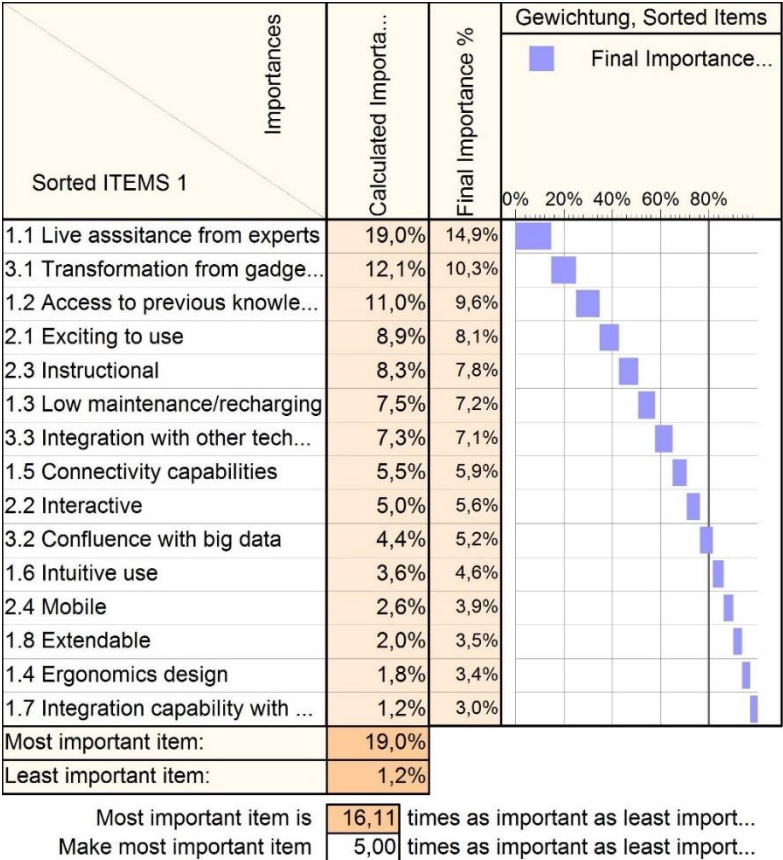 Importances
Sorted ITEMS 1
Calculated Importa...
Final Importance %
Gewichtung, Sorted Items
Final Importance...
0% 20% 40% 60% 80%
1.1 Live asssitance from experts 19,0% 14,9%
3.1 Transformation from gadge... 12,1% 10,3%
1.2 Access to previous knowle... 11,0% 9,6%
2.1 Exciting to use 8,9% 8,1%
2.3 Instructional 8,3% 7,8%
1.3 Low maintenance/recharging 7,5% 7,2%
3.3 Integration with other tech... 7,3% 7,1%
1.5 Connectivity capabilities 5,5% 5,9%
2.2 Interactive 5,0% 5,6%
3.2 Confluence with big data 4,4% 5,2%
1.6 Intuitive use 3,6% 4,6%
2.4 Mobile 2,6% 3,9%
1.8 Extendable 2,0% 3,5%
1.4 Ergonomics design 1,8% 3,4%
1.7 Integration capability with ... 1,2% 3,0%
Most important item: 19,0%
Least important item: 1,2%
Most important item is 16,11 times as important as least import...
Make most important item 5,00 times as important as least import...